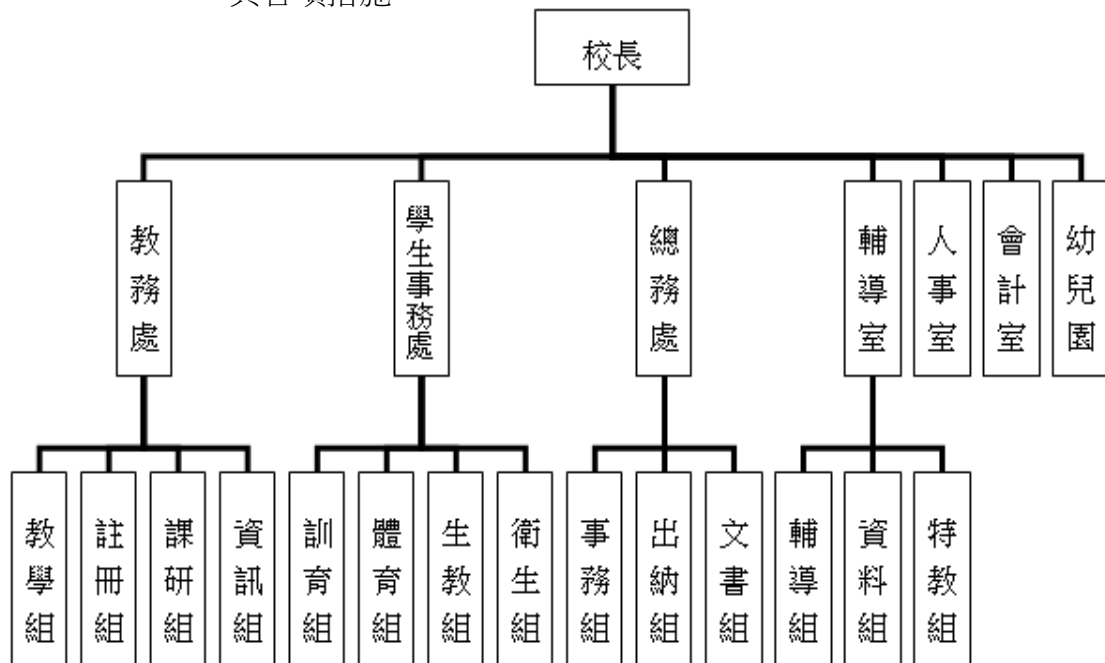 校長
教務處
學生事務處
總務處
輔導室
人事室
會計室
幼兒園
教學組
註冊組
課研組
資訊組
訓育組
體育組
生教組
衛生組
事務組
出納組
文書組
輔導組
資料組
特教組